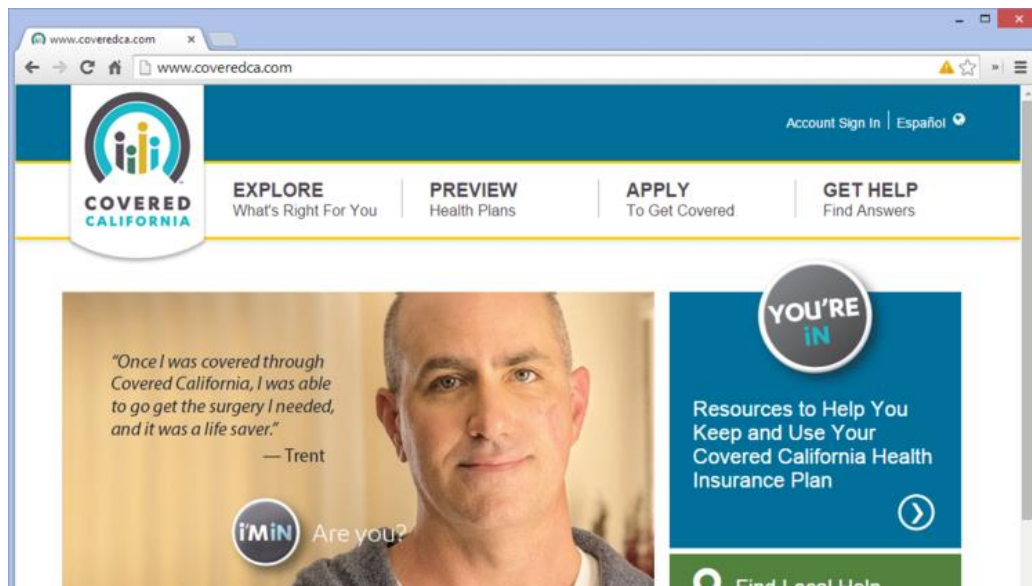 www.coveredca.com
www.coveredca.com
Account Sign In
Español
COVERED
CALIFORNIA
EXPLORE
What's Right For You
PREVIEW
Health Plans
APPLY
To Get Covered
GET HELP
Find Answers
"Once I was covered through
Covered California, I was able
to go get the surgery I needed,
and it was a life saver."
— Trent
i'MiN Are you?
YOU'RE
iN
Resources to Help You
Keep and Use Your
Covered California Health
Insurance Plan
Find Local Help